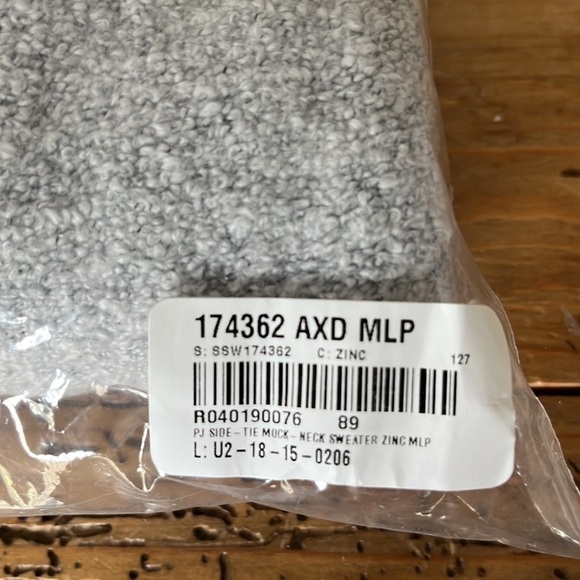 174362 AXD MLP
S: SSW174362 C: ZINC 127
R040190076 89
PJ SIDE-TIE MOCK-NECK SWEATER ZINC MLP
L: U2-18-15-0206